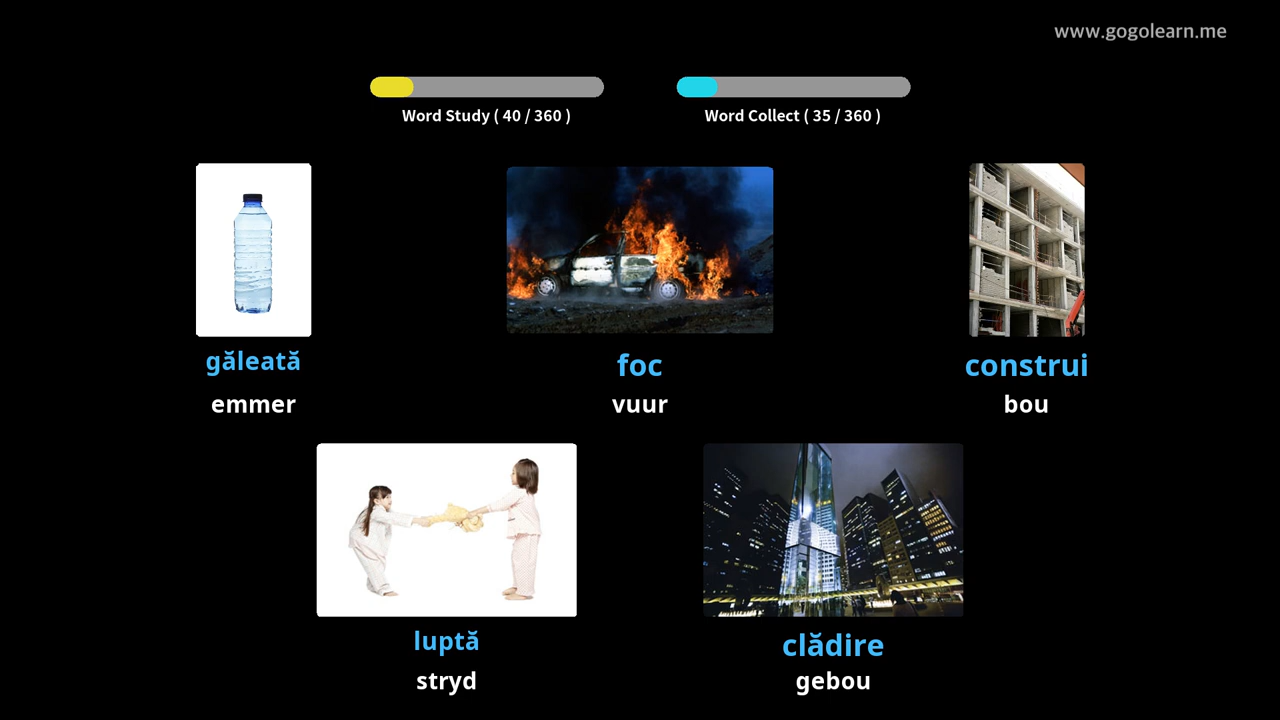 www.gogolearn.me
Word Study ( 40 / 360 )
Word Collect ( 35 / 360 )
găleată
emmer
foc
vuur
construi
bou
luptă
stryd
clădire
gebou